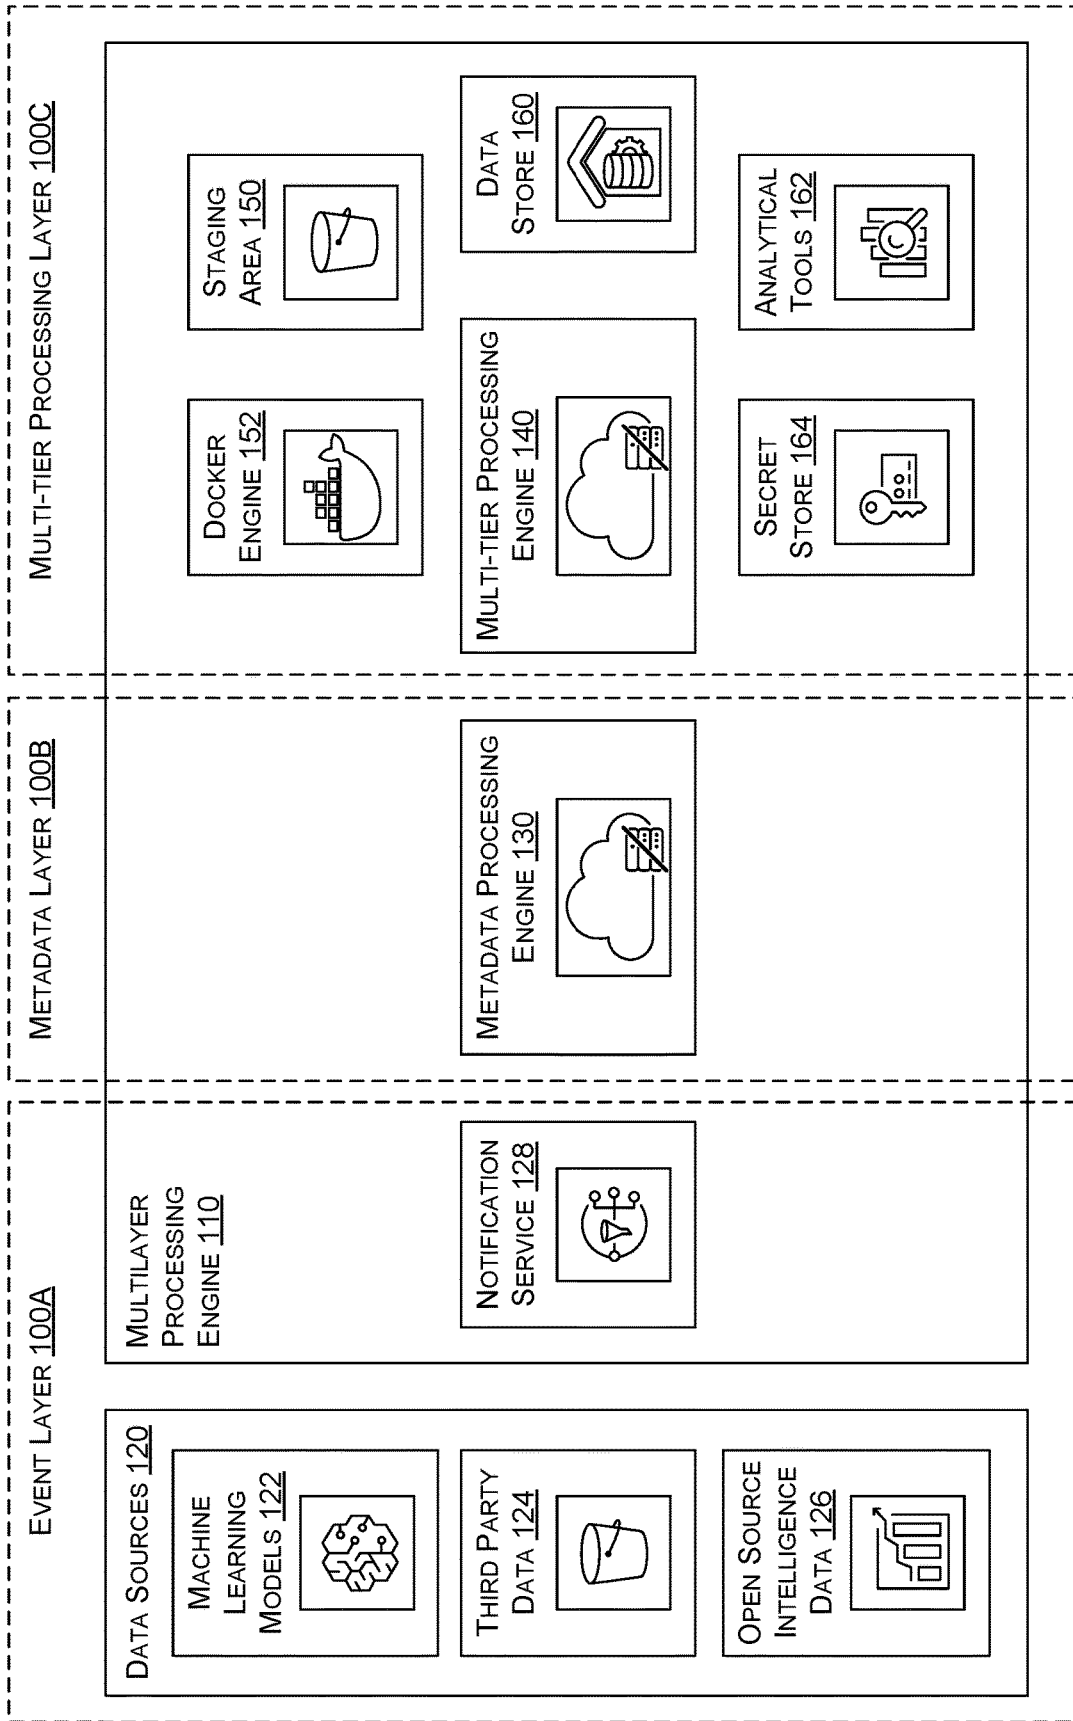 EVENT LAYER 100A
METADATA LAYER 100B
MULTI-TIER PROCESSING LAYER 100C
DATA SOURCES 120
MACHINE
LEARNING
MODELS 122
THIRD PARTY
DATA 124
OPEN SOURCE
INTELLIGENCE
DATA 126
MULTILAYER
PROCESSING
ENGINE 110
NOTIFICATION
SERVICE 128
METADATA PROCESSING
ENGINE 130
DOCKER
ENGINE 152
STAGING
AREA 150
MULTI-TIER PROCESSING
ENGINE 140
DATA
STORE 160
SECRET
STORE 164
ANALYTICAL
TOOLS 162